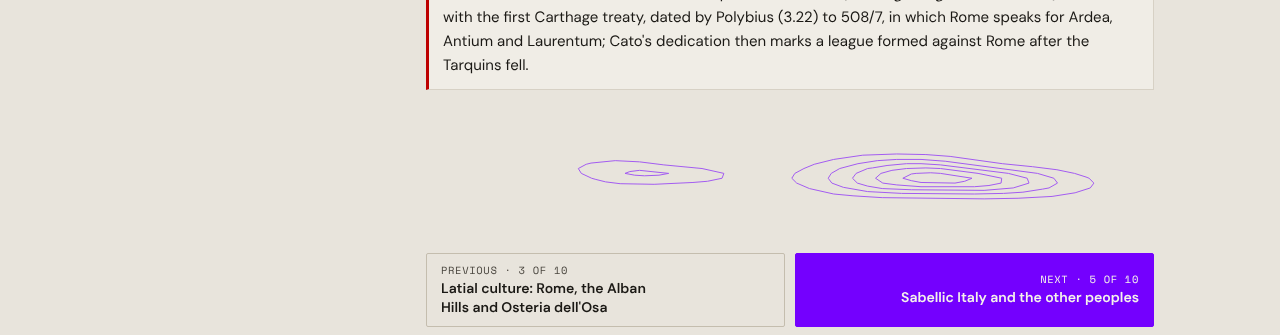 with the first Carthage treaty, dated by Polybius (3.22) to 508/7, in which Rome speaks for Ardea,
Antium and Laurentum; Cato's dedication then marks a league formed against Rome after the
Tarquins fell.
PREVIOUS · 3 OF 10
Latial culture: Rome, the Alban
Hills and Osteria dell'Osa
NEXT · 5 OF 10
Sabellic Italy and the other peoples